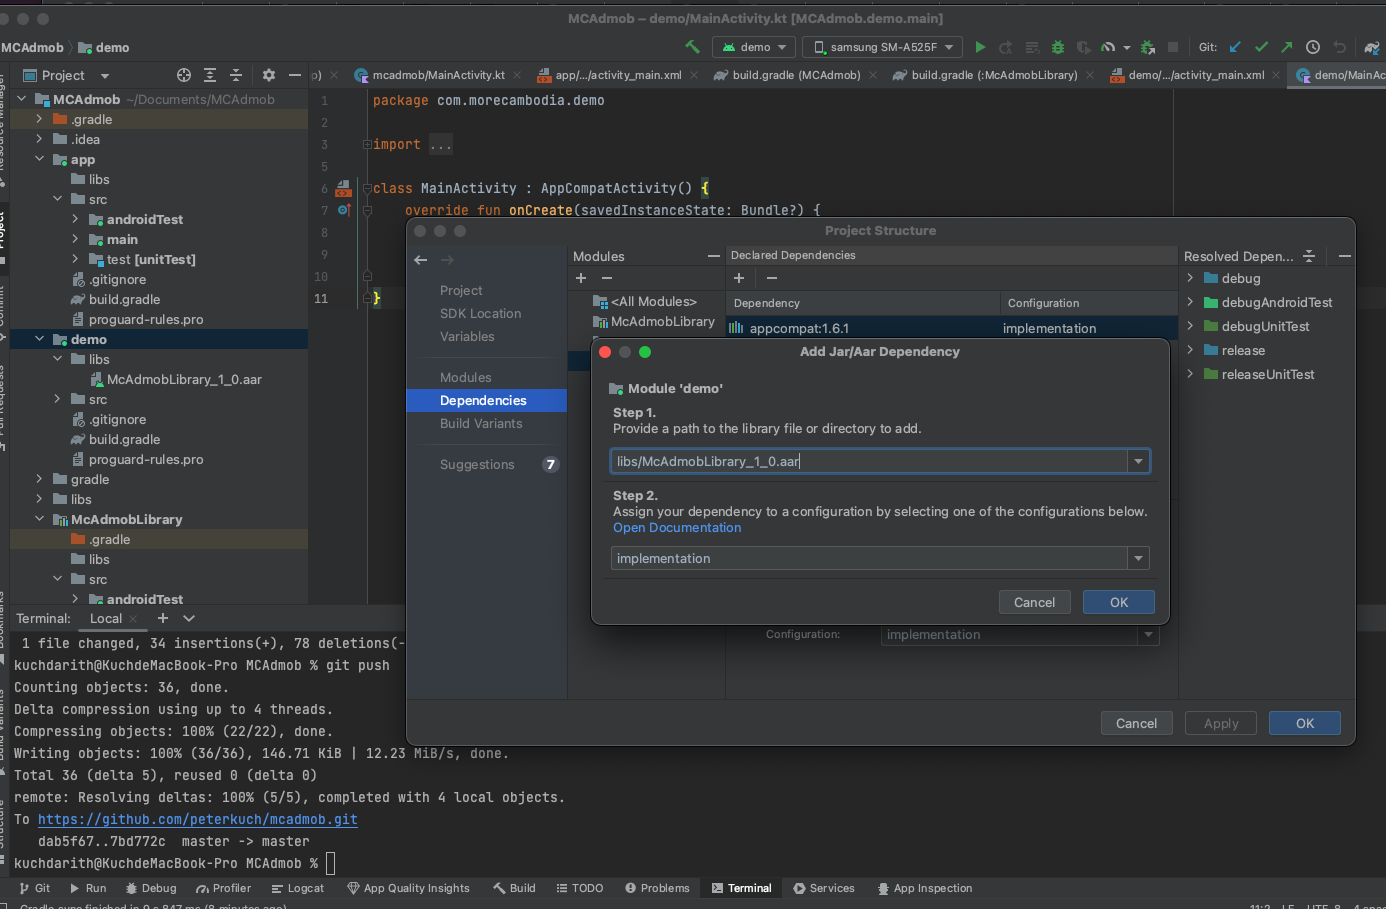 MCAdmob – demo/MainActivity.kt [MCAdmob.demo.main]
MCAdmob demo
demo
samsung SM-A525F
Git:
Project
mcadmob/MainActivity.kt
app/.../activity_main.xml
build.gradle (MCAdmob)
build.gradle (:McAdmobLibrary)
demo/.../activity_main.xml
demo/MainAc
MCAdmob ~/Documents/MCAdmob
.gradle
.idea
app
libs
src
androidTest
main
test [unitTest]
.gitignore
build.gradle
proguard-rules.pro
demo
libs
McAdmobLibrary_1_0.aar
src
.gitignore
build.gradle
proguard-rules.pro
gradle
libs
McAdmobLibrary
.gradle
libs
src
androidTest
1 package com.morecambodia.demo
2
3 import ...
5
6 class MainActivity : AppCompatActivity() {
7 override fun onCreate(savedInstanceState: Bundle?) {
8
9
10
11 }
Project Structure
Project
SDK Location
Variables
Modules
Dependencies
Build Variants
Suggestions 7
Modules
<All Modules>
McAdmobLibrary
Declared Dependencies
Dependency Configuration
appcompat:1.6.1 implementation
Resolved Depen...
debug
debugAndroidTest
debugUnitTest
release
releaseUnitTest
Add Jar/Aar Dependency
Module 'demo'
Step 1.
Provide a path to the library file or directory to add.
libs/McAdmobLibrary_1_0.aar
Step 2.
Assign your dependency to a configuration by selecting one of the configurations below.
Open Documentation
implementation
Cancel OK
Configuration: implementation
Cancel Apply OK
Terminal: Local
1 file changed, 34 insertions(+), 78 deletions(-
kuchdarith@KuchdeMacBook-Pro MCAdmob % git push
Counting objects: 36, done.
Delta compression using up to 4 threads.
Compressing objects: 100% (22/22), done.
Writing objects: 100% (36/36), 146.71 KiB | 12.23 MiB/s, done.
Total 36 (delta 5), reused 0 (delta 0)
remote: Resolving deltas: 100% (5/5), completed with 4 local objects.
To https://github.com/peterkuch/mcadmob.git
dab5f67..7bd772c master -> master
kuchdarith@KuchdeMacBook-Pro MCAdmob %
Git Run Debug Profiler Logcat App Quality Insights Build TODO Problems Terminal Services App Inspection
Gradle sync finished in 9 s 847 ms (8 minutes ago)
11:2 LF UTF-8 4 spac